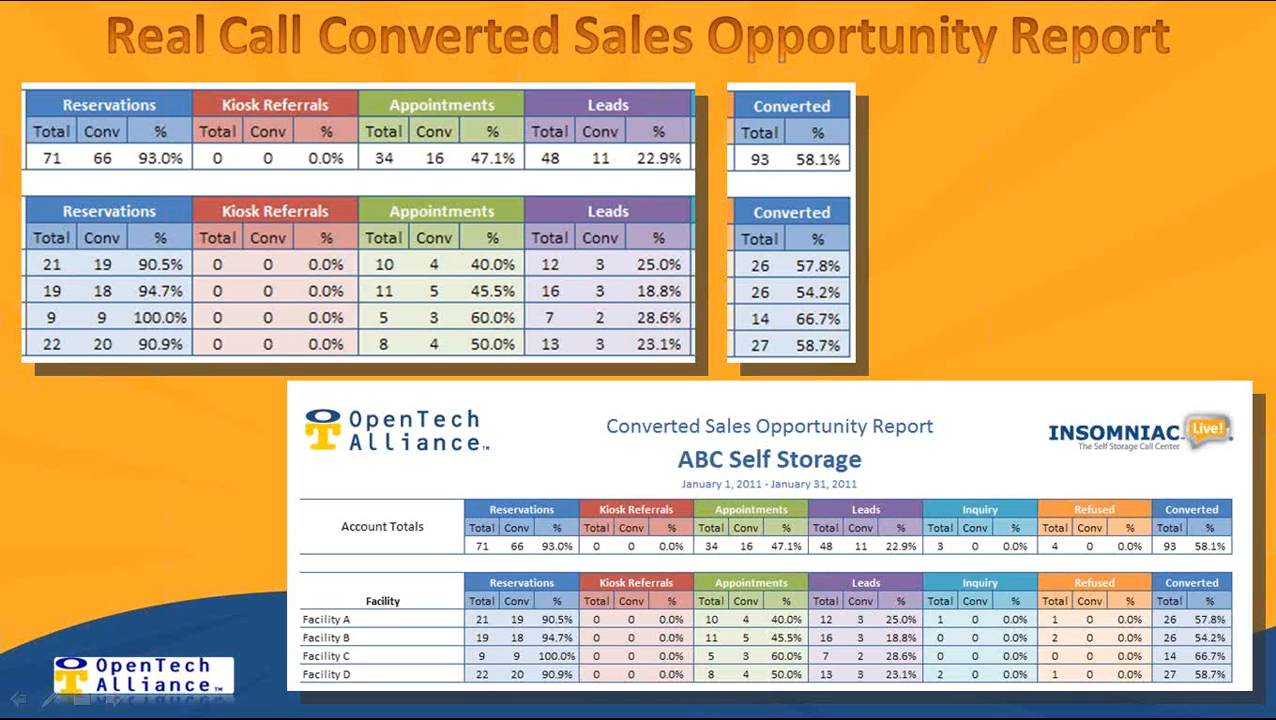 Real Call Converted Sales Opportunity Report
Reservations Kiosk Referrals Appointments Leads
Total Conv % Total Conv % Total Conv % Total Conv %
71 66 93.0% 0 0 0.0% 34 16 47.1% 48 11 22.9%
Reservations Kiosk Referrals Appointments Leads
Total Conv % Total Conv % Total Conv % Total Conv %
21 19 90.5% 0 0 0.0% 10 4 40.0% 12 3 25.0%
19 18 94.7% 0 0 0.0% 11 5 45.5% 16 3 18.8%
9 9 100.0% 0 0 0.0% 5 3 60.0% 7 2 28.6%
22 20 90.9% 0 0 0.0% 8 4 50.0% 13 3 23.1%
Converted
Total %
93 58.1%
Converted
Total %
26 57.8%
26 54.2%
14 66.7%
27 58.7%
OpenTech
Alliance™
Converted Sales Opportunity Report
ABC Self Storage
January 1, 2011 - January 31, 2011
INSOMNIAC Live!
The Self Storage Call Center
Reservations Kiosk Referrals Appointments Leads Inquiry Refused Converted
Account Totals Total Conv % Total Conv % Total Conv % Total Conv % Total Conv % Total Conv % Total %
71 66 93.0% 0 0 0.0% 34 16 47.1% 48 11 22.9% 3 0 0.0% 4 0 0.0% 93 58.1%
Reservations Kiosk Referrals Appointments Leads Inquiry Refused Converted
Facility Total Conv % Total Conv % Total Conv % Total Conv % Total Conv % Total Conv % Total %
Facility A 21 19 90.5% 0 0 0.0% 10 4 40.0% 12 3 25.0% 1 0 0.0% 1 0 0.0% 26 57.8%
Facility B 19 18 94.7% 0 0 0.0% 11 5 45.5% 16 3 18.8% 0 0 0.0% 2 0 0.0% 26 54.2%
Facility C 9 9 100.0% 0 0 0.0% 5 3 60.0% 7 2 28.6% 0 0 0.0% 0 0 0.0% 14 66.7%
Facility D 22 20 90.9% 0 0 0.0% 8 4 50.0% 13 3 23.1% 2 0 0.0% 1 0 0.0% 27 58.7%
OpenTech
Alliance™